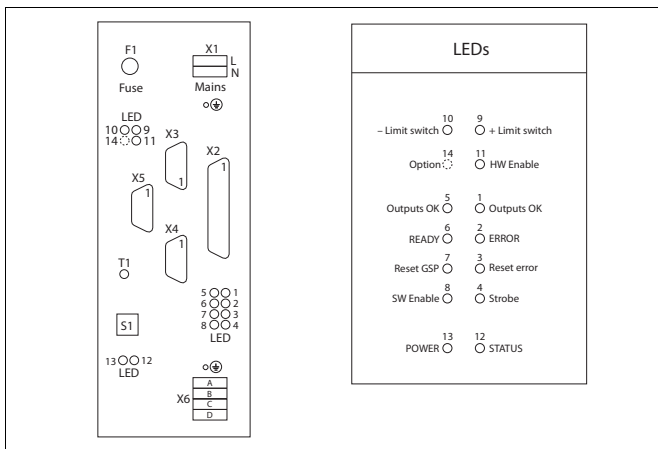 F1
X1
L
N
Fuse
Mains
LED
10 9
14 11
X3
1
X2
1
X5
1
X4
1
T1
5 1
6 2
7 3
8 4
LED
S1
13 12
LED
X6
A
B
C
D
LEDs
10 9
– Limit switch + Limit switch
14 11
Option HW Enable
5 1
Outputs OK Outputs OK
6 2
READY ERROR
7 3
Reset GSP Reset error
8 4
SW Enable Strobe
13 12
POWER STATUS